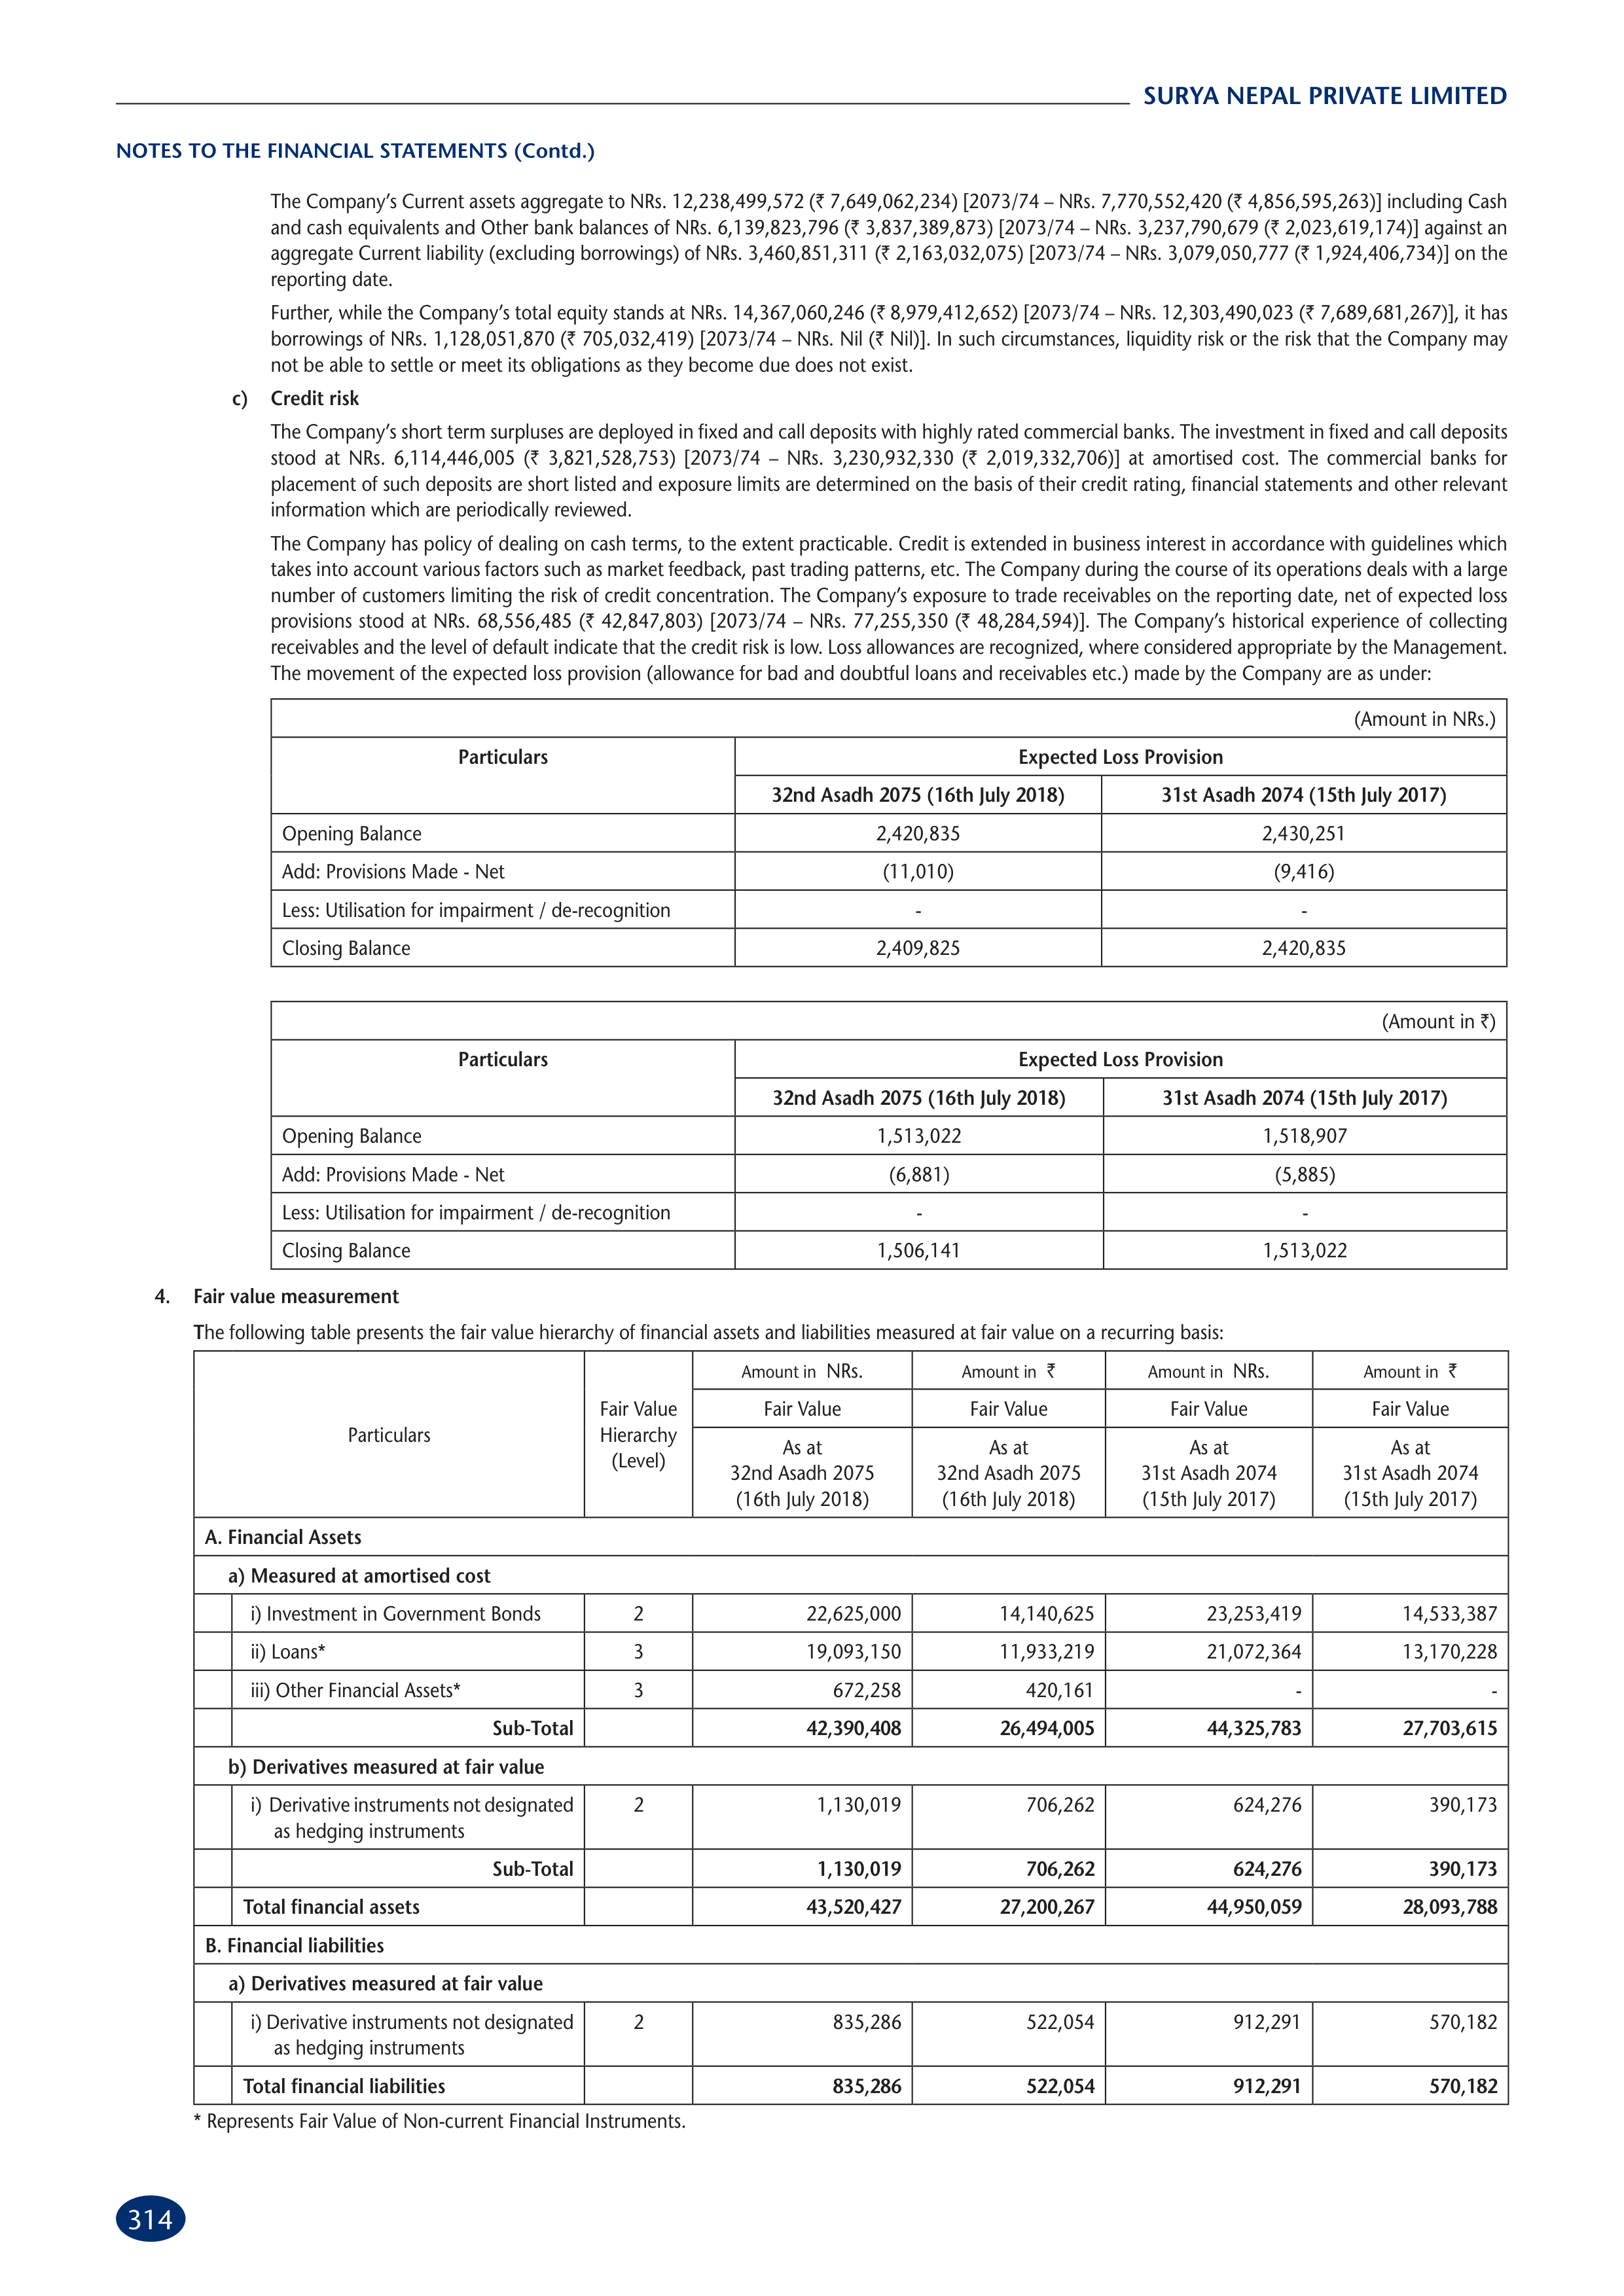 SURYA NEPAL PRIVATE LIMITED
NOTES TO THE FINANCIAL STATEMENTS (Contd.)
The Company's Current assets aggregate to NRs. 12,238,499,572 (₹ 7,649,062,234) [2073/74 – NRs. 7,770,552,420 (₹ 4,856,595,263)] including Cash
and cash equivalents and Other bank balances of NRs. 6,139,823,796 (₹ 3,837,389,873) [2073/74 – NRs. 3,237,790,679 (₹ 2,023,619,174)] against an
aggregate Current liability (excluding borrowings) of NRs. 3,460,851,311 (₹ 2,163,032,075) [2073/74 – NRs. 3,079,050,777 (₹ 1,924,406,734)] on the
reporting date.
Further, while the Company's total equity stands at NRs. 14,367,060,246 (₹ 8,979,412,652) [2073/74 – NRs. 12,303,490,023 (₹ 7,689,681,267)], it has
borrowings of NRs. 1,128,051,870 (₹ 705,032,419) [2073/74 – NRs. Nil (₹ Nil)]. In such circumstances, liquidity risk or the risk that the Company may
not be able to settle or meet its obligations as they become due does not exist.
c) Credit risk
The Company's short term surpluses are deployed in fixed and call deposits with highly rated commercial banks. The investment in fixed and call deposits
stood at NRs. 6,114,446,005 (₹ 3,821,528,753) [2073/74 – NRs. 3,230,932,330 (₹ 2,019,332,706)] at amortised cost. The commercial banks for
placement of such deposits are short listed and exposure limits are determined on the basis of their credit rating, financial statements and other relevant
information which are periodically reviewed.
The Company has policy of dealing on cash terms, to the extent practicable. Credit is extended in business interest in accordance with guidelines which
takes into account various factors such as market feedback, past trading patterns, etc. The Company during the course of its operations deals with a large
number of customers limiting the risk of credit concentration. The Company's exposure to trade receivables on the reporting date, net of expected loss
provisions stood at NRs. 68,556,485 (₹ 42,847,803) [2073/74 – NRs. 77,255,350 (₹ 48,284,594)]. The Company's historical experience of collecting
receivables and the level of default indicate that the credit risk is low. Loss allowances are recognized, where considered appropriate by the Management.
The movement of the expected loss provision (allowance for bad and doubtful loans and receivables etc.) made by the Company are as under:
(Amount in NRs.)
Particulars Expected Loss Provision
32nd Asadh 2075 (16th July 2018) 31st Asadh 2074 (15th July 2017)
Opening Balance 2,420,835 2,430,251
Add: Provisions Made - Net (11,010) (9,416)
Less: Utilisation for impairment / de-recognition - -
Closing Balance 2,409,825 2,420,835
(Amount in ₹)
Particulars Expected Loss Provision
32nd Asadh 2075 (16th July 2018) 31st Asadh 2074 (15th July 2017)
Opening Balance 1,513,022 1,518,907
Add: Provisions Made - Net (6,881) (5,885)
Less: Utilisation for impairment / de-recognition - -
Closing Balance 1,506,141 1,513,022
4. Fair value measurement
The following table presents the fair value hierarchy of financial assets and liabilities measured at fair value on a recurring basis:
Particulars Fair Value Hierarchy (Level)
Amount in NRs. Amount in ₹ Amount in NRs. Amount in ₹
Fair Value Fair Value Fair Value Fair Value
As at As at As at As at
32nd Asadh 2075 32nd Asadh 2075 31st Asadh 2074 31st Asadh 2074
(16th July 2018) (16th July 2018) (15th July 2017) (15th July 2017)
A. Financial Assets
a) Measured at amortised cost
i) Investment in Government Bonds 2 22,625,000 14,140,625 23,253,419 14,533,387
ii) Loans* 3 19,093,150 11,933,219 21,072,364 13,170,228
iii) Other Financial Assets* 3 672,258 420,161 - -
Sub-Total 42,390,408 26,494,005 44,325,783 27,703,615
b) Derivatives measured at fair value
i) Derivative instruments not designated 2 1,130,019 706,262 624,276 390,173
as hedging instruments
Sub-Total 1,130,019 706,262 624,276 390,173
Total financial assets 43,520,427 27,200,267 44,950,059 28,093,788
B. Financial liabilities
a) Derivatives measured at fair value
i) Derivative instruments not designated 2 835,286 522,054 912,291 570,182
as hedging instruments
Total financial liabilities 835,286 522,054 912,291 570,182
* Represents Fair Value of Non-current Financial Instruments.
314